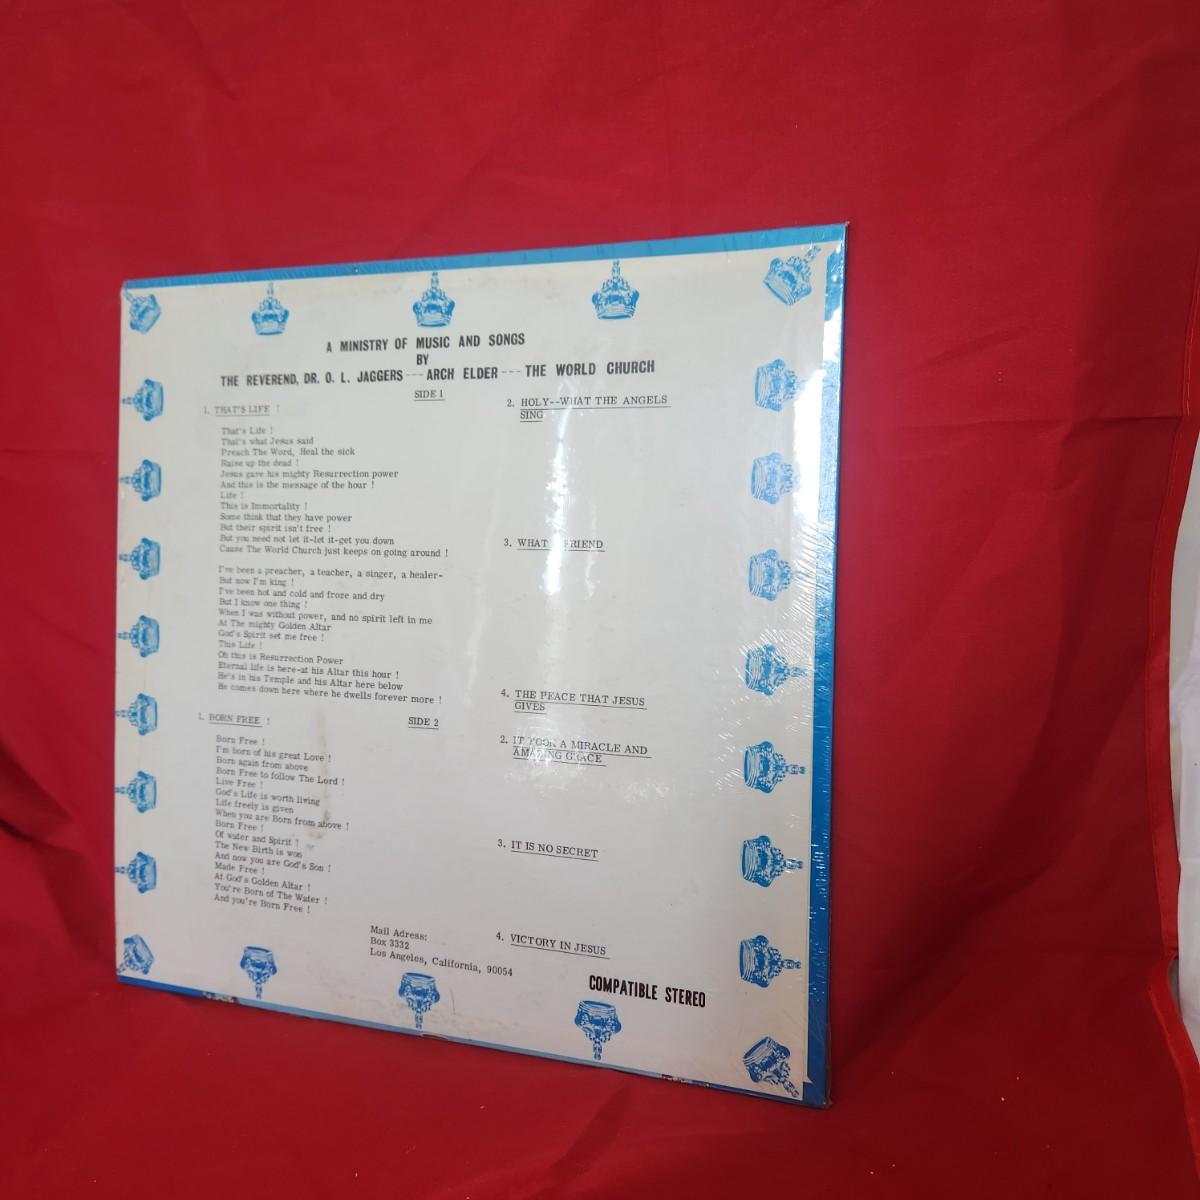 A MINISTRY OF MUSIC AND SONGS
BY
THE REVEREND, DR. O. L. JAGGERS --- ARCH ELDER --- THE WORLD CHURCH
SIDE 1
1. THAT'S LIFE !
That's Life !
That's what Jesus said
Preach The Word, Heal the sick
Raise up the dead !
Jesus gave his mighty Resurrection power
And this is the message of the hour !
Life !
This is Immortality !
Some think that they have power
But their spirit isn't free !
But you need not let it-let it-get you down
Cause The World Church just keeps on going around !
I've been a preacher, a teacher, a singer, a healer-
But now I'm king !
I've been hot and cold and froze and dry
But I know one thing !
When I was without power, and no spirit left in me
At The mighty Golden Altar
God's Spirit set me free !
This Life !
Oh this is Resurrection Power
Eternal life is here-at his Altar this hour !
He's in his Temple and his Altar here below
He comes down here where he dwells forever more !
2. HOLY--WHAT THE ANGELS
SING
3. WHAT FRIEND
4. THE PEACE THAT JESUS
GIVES
SIDE 2
1. BORN FREE !
Born Free !
I'm born of his great Love !
Born again from above
Born Free to follow The Lord !
Live Free !
God's Life is worth living
Life freely is given
When you are Born from above !
Born Free !
Of water and Spirit !
The New Birth is won
And now you are God's Son !
Made Free !
At God's Golden Altar !
You're Born of The Water !
And you're Born Free !
2. IT TOOK A MIRACLE AND
AMAZING GRACE
3. IT IS NO SECRET
4. VICTORY IN JESUS
Mail Adress:
Box 3332
Los Angeles, California, 90054
COMPATIBLE STEREO